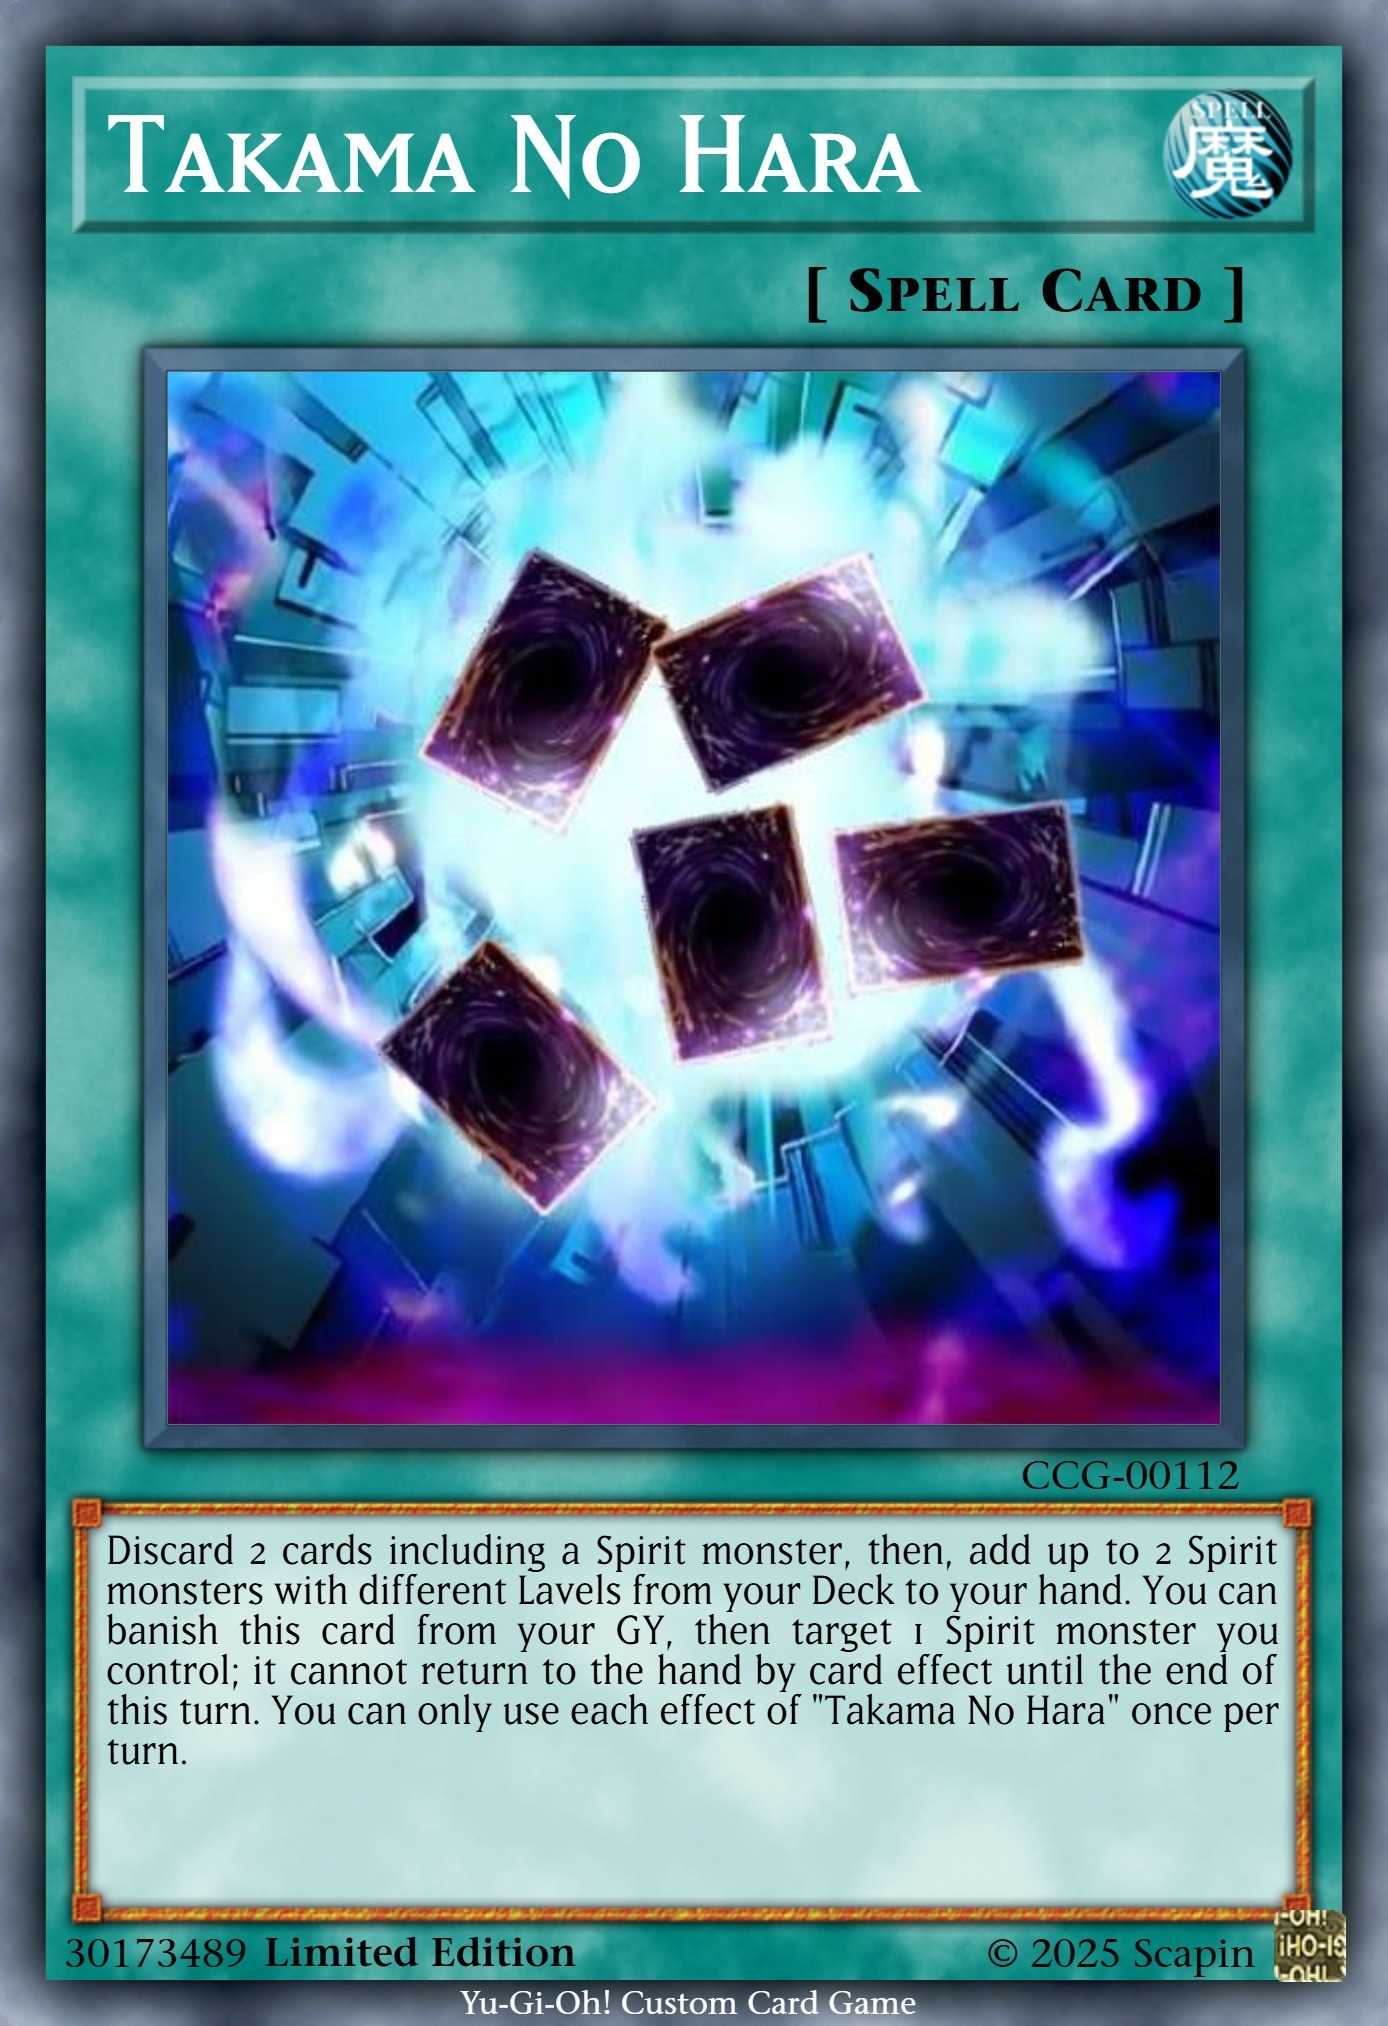 Takama No Hara
SPELL
魔
[ Spell Card ]
CCG-00112
Discard 2 cards including a Spirit monster, then, add up to 2 Spirit
monsters with different Lavels from your Deck to your hand. You can
banish this card from your GY, then target 1 Spirit monster you
control; it cannot return to the hand by card effect until the end of
this turn. You can only use each effect of "Takama No Hara" once per
turn.
30173489 Limited Edition
© 2025 Scapin
Yu-Gi-Oh! Custom Card Game